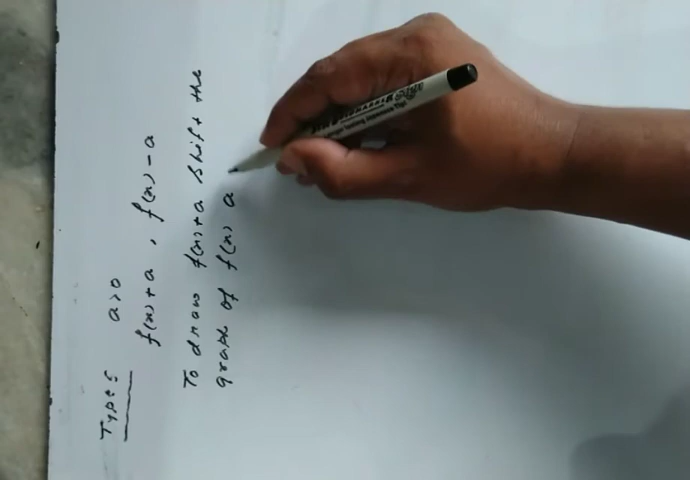 TYPES a>0
f(x)+a, f(x)-a
To draw f(x)+a shift the
graph of f(x) a